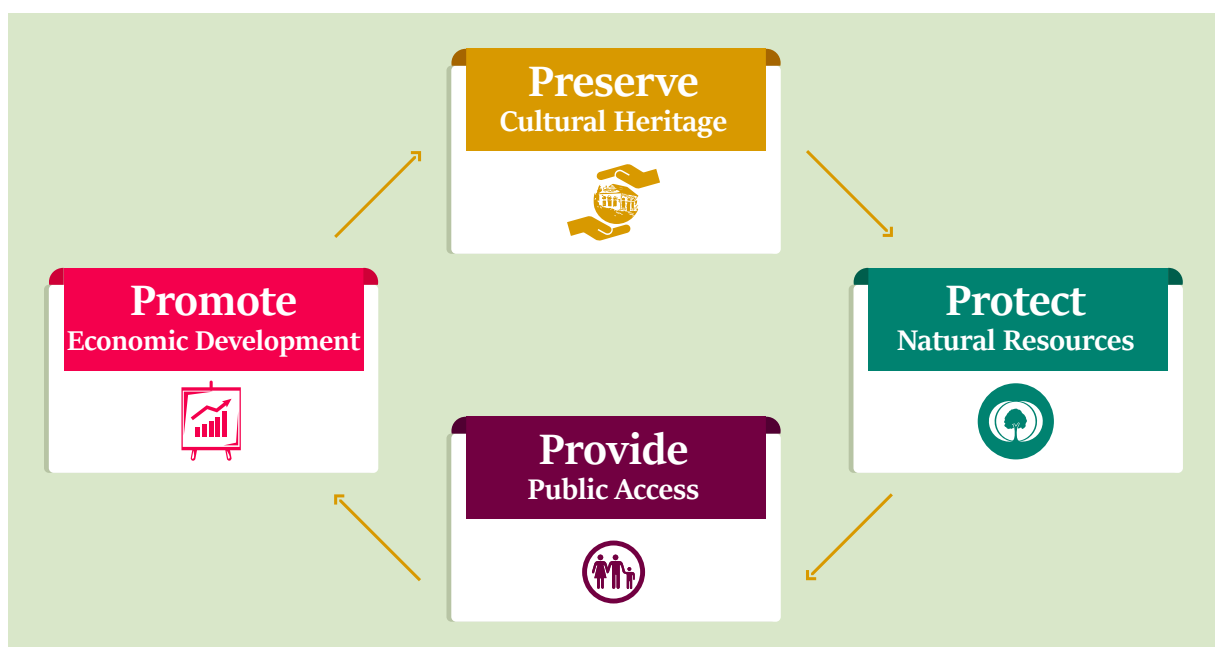 Preserve
Cultural Heritage
Promote
Economic Development
Protect
Natural Resources
Provide
Public Access